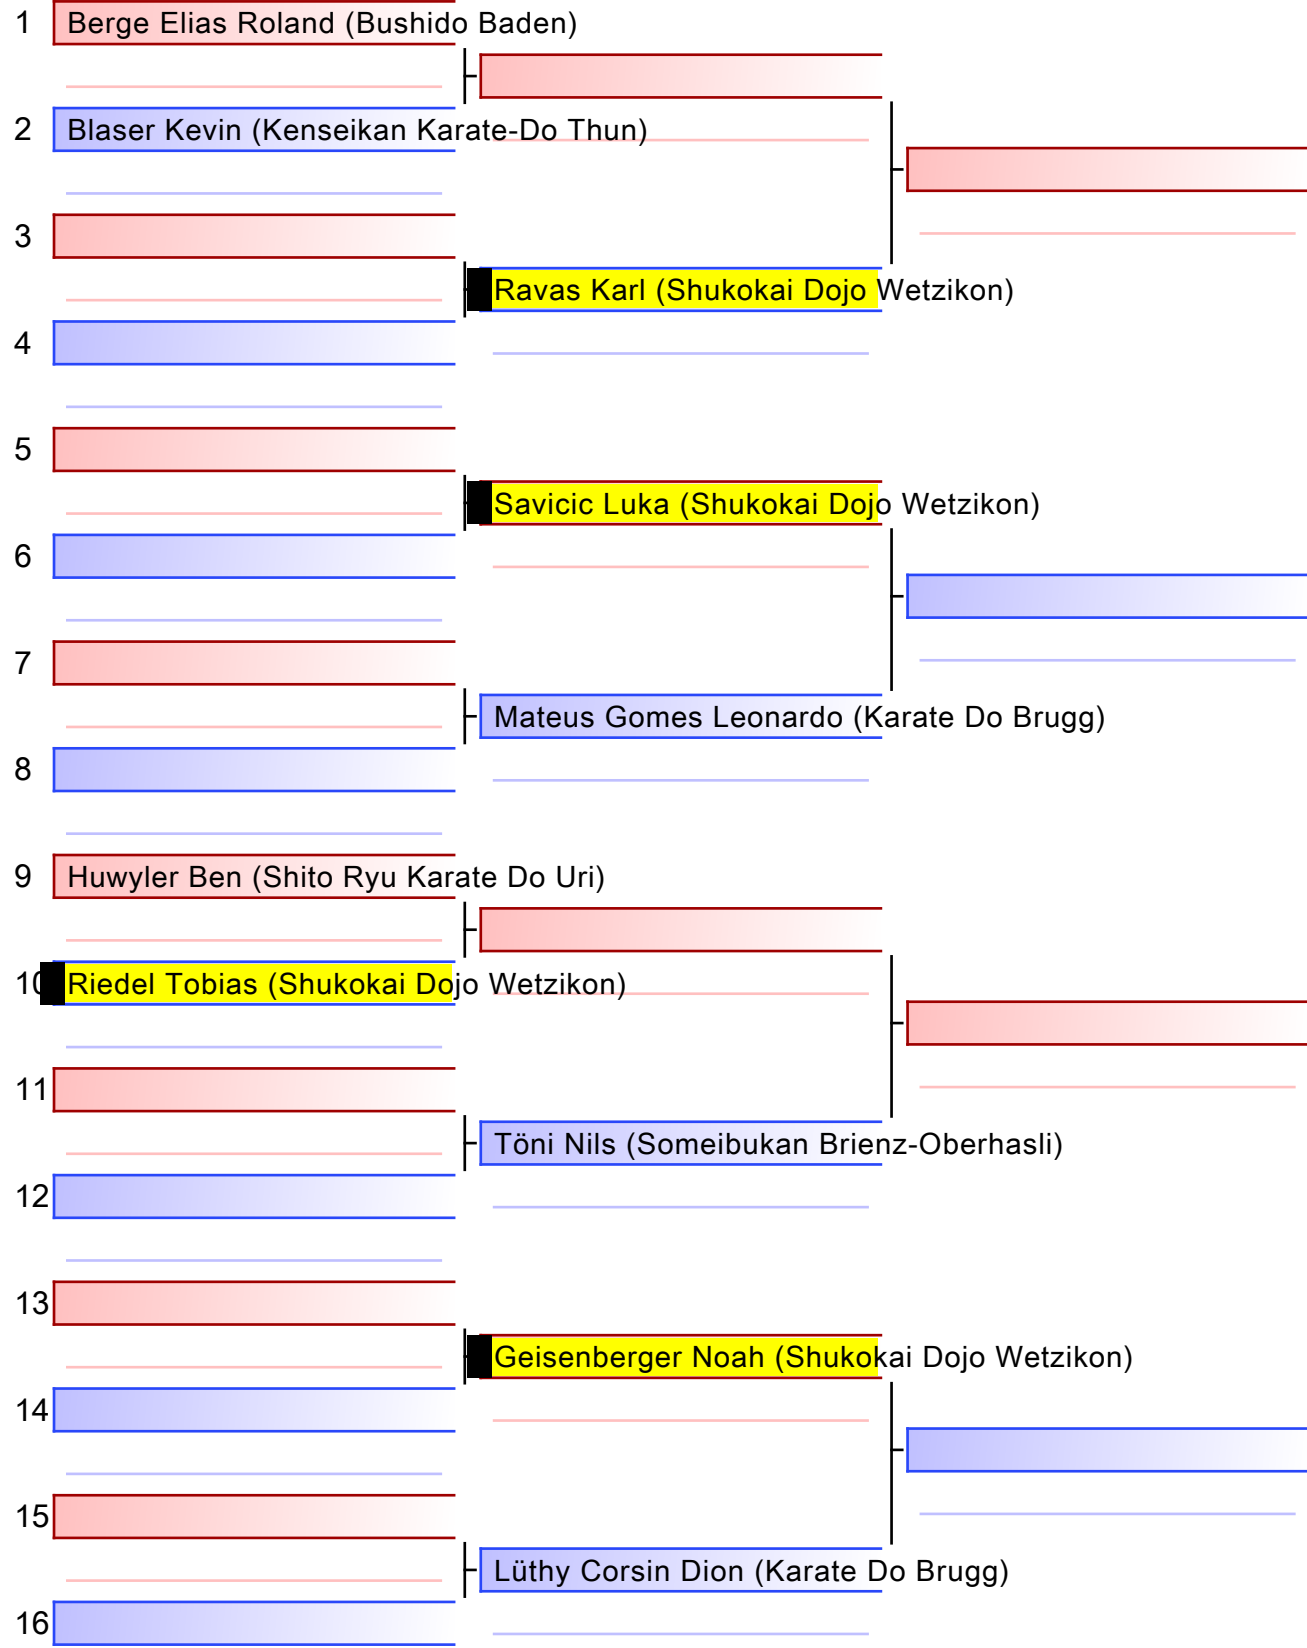 1 Berge Elias Roland (Bushido Baden)
2 Blaser Kevin (Kenseikan Karate-Do Thun)
3
Ravas Karl (Shukokai Dojo Wetzikon)
4
5
Savicic Luka (Shukokai Dojo Wetzikon)
6
7
Mateus Gomes Leonardo (Karate Do Brugg)
8
9 Huwyler Ben (Shito Ryu Karate Do Uri)
10 Riedel Tobias (Shukokai Dojo Wetzikon)
11
Töni Nils (Someibukan Brienz-Oberhasli)
12
13
Geisenberger Noah (Shukokai Dojo Wetzikon)
14
15
Lüthy Corsin Dion (Karate Do Brugg)
16